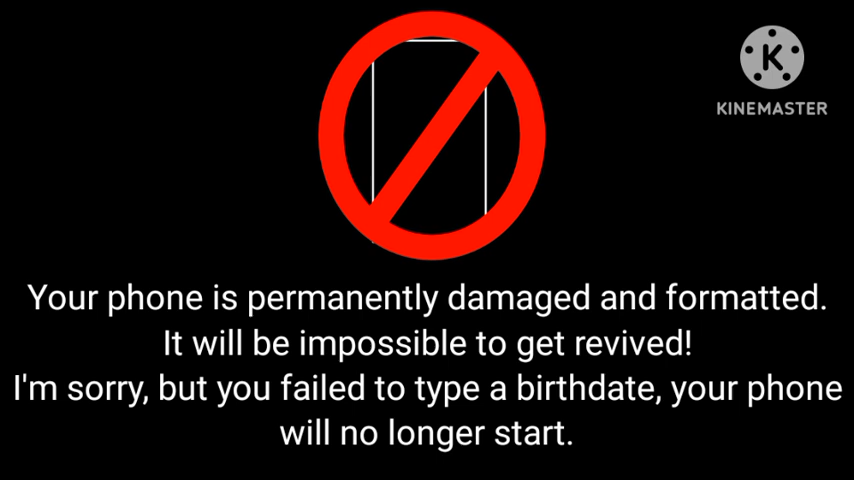 KINEMASTER
Your phone is permanently damaged and formatted.
It will be impossible to get revived!
I'm sorry, but you failed to type a birthdate, your phone
will no longer start.